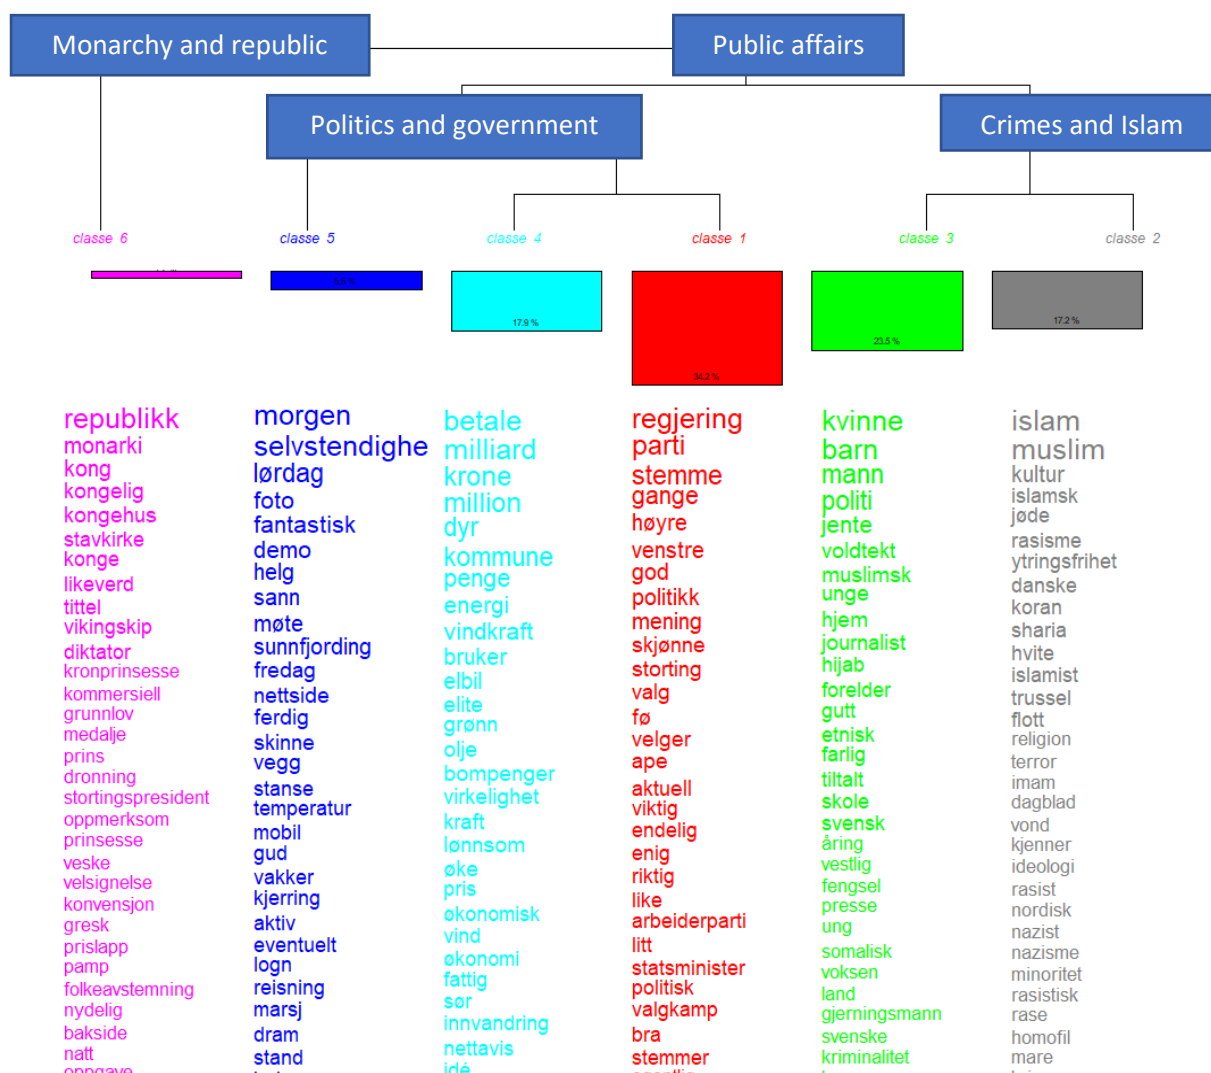 Monarchy and republic
Public affairs
Politics and government
Crimes and Islam
classe 6
classe 5
classe 4
classe 1
classe 3
classe 2
5.5 %
17.9 %
34.2 %
23.5 %
17.2 %
republikk
monarki
kong
kongelig
kongehus
stavkirke
konge
likeverd
tittel
vikingskip
diktator
kronprinsesse
kommersiell
grunnlov
medalje
prins
dronning
stortingspresident
oppmerksom
prinsesse
veske
velsignelse
konvensjon
gresk
prislapp
pamp
folkeavstemning
nydelig
bakside
natt
oppgave
morgen
selvstendighe
lørdag
foto
fantastisk
demo
helg
sann
møte
sunnfjording
fredag
nettside
ferdig
skinne
vegg
stanse
temperatur
mobil
gud
vakker
kjerring
aktiv
eventuelt
logn
reisning
marsj
dram
stand
betale
milliard
krone
million
dyr
kommune
penge
energi
vindkraft
bruker
elbil
elite
grønn
olje
bompenger
virkelighet
kraft
lønnsom
øke
pris
økonomisk
vind
økonomi
fattig
sør
innvandring
nettavis
idé
regjering
parti
stemme
gange
høyre
venstre
god
politikk
mening
skjønne
storting
valg
fø
velger
ape
aktuell
viktig
endelig
enig
riktig
like
arbeiderparti
litt
statsminister
politisk
valgkamp
bra
stemmer
egentlig
kvinne
barn
mann
politi
jente
voldtekt
muslimsk
unge
hjem
journalist
hijab
forelder
gutt
etnisk
farlig
tiltalt
skole
svensk
åring
vestlig
fengsel
presse
ung
somalisk
voksen
land
gjerningsmann
svenske
kriminalitet
islam
muslim
kultur
islamsk
jøde
rasisme
ytringsfrihet
danske
koran
sharia
hvite
islamist
trussel
flott
religion
terror
imam
dagblad
vond
kjenner
ideologi
rasist
nordisk
nazist
nazisme
minoritet
rasistisk
rase
homofil
mare